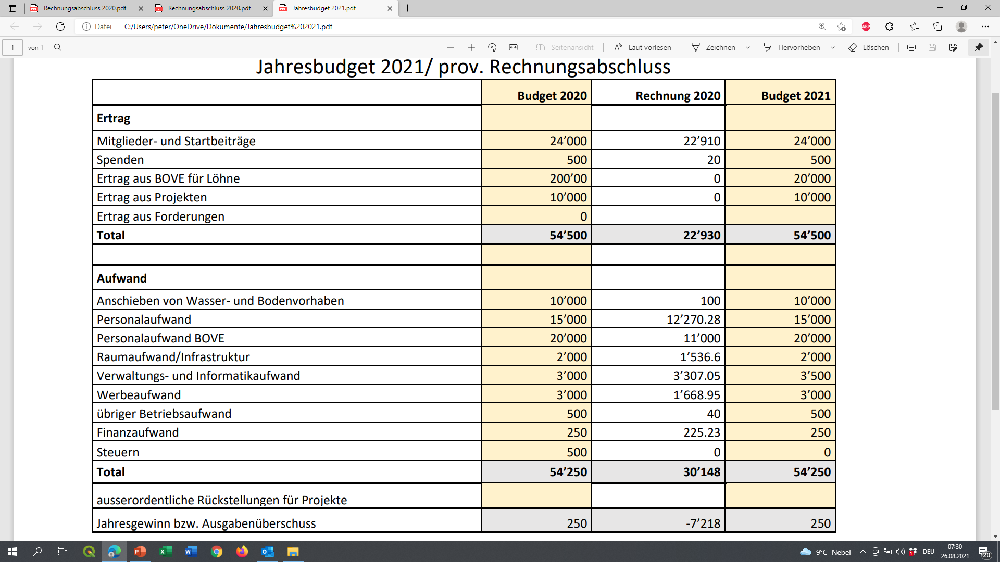 Rechnungsabschluss 2020.pdf
Rechnungsabschluss 2020.pdf
Jahresbudget 2021.pdf
Datei C:/Users/peter/OneDrive/Dokumente/Jahresbudget%202021.pdf
ABP
1 von 1 Seitenansicht Laut vorlesen Zeichnen Hervorheben Löschen
Jahresbudget 2021/ prov. Rechnungsabschluss
Budget 2020 Rechnung 2020 Budget 2021
Ertrag
Mitglieder- und Startbeiträge 24’000 22’910 24’000
Spenden 500 20 500
Ertrag aus BOVE für Löhne 200’00 0 20’000
Ertrag aus Projekten 10’000 0 10’000
Ertrag aus Forderungen 0
Total 54’500 22’930 54’500
Aufwand
Anschieben von Wasser- und Bodenvorhaben 10’000 100 10’000
Personalaufwand 15’000 12’270.28 15’000
Personalaufwand BOVE 20’000 11’000 20’000
Raumaufwand/Infrastruktur 2’000 1’536.6 2’000
Verwaltungs- und Informatikaufwand 3’000 3’307.05 3’500
Werbeaufwand 3’000 1’668.95 3’000
übriger Betriebsaufwand 500 40 500
Finanzaufwand 250 225.23 250
Steuern 500 0 0
Total 54’250 30’148 54’250
ausserordentliche Rückstellungen für Projekte
Jahresgewinn bzw. Ausgabenüberschuss 250 -7’218 250
9°C Nebel DEU 07:30
26.08.2021 20